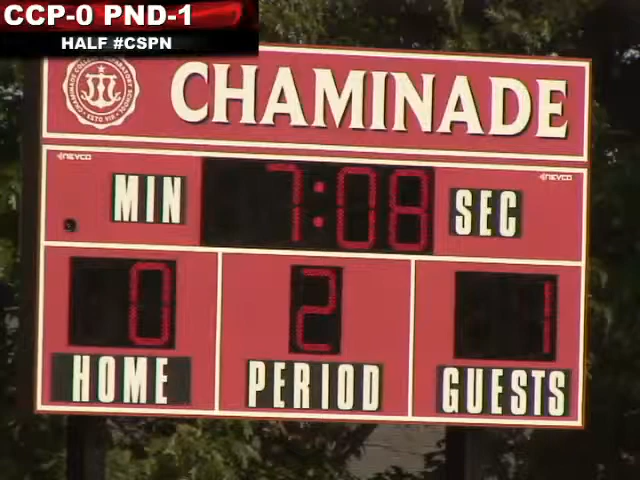 CCP-0 PND-1
HALF #CSPN
CHAMINADE
NEVCO
NEVCO
MIN 7:08 SEC
0 2 1
HOME PERIOD GUESTS